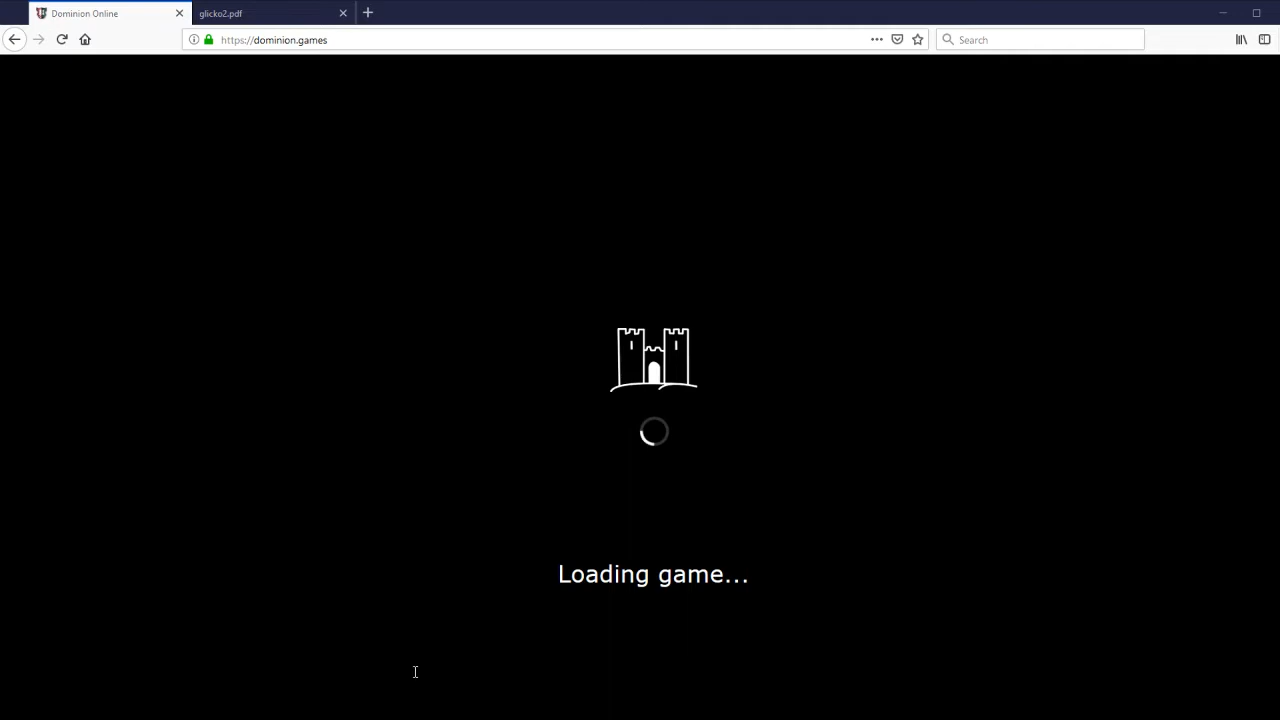 Dominion Online
glicko2.pdf
https://dominion.games
Search
Loading game...